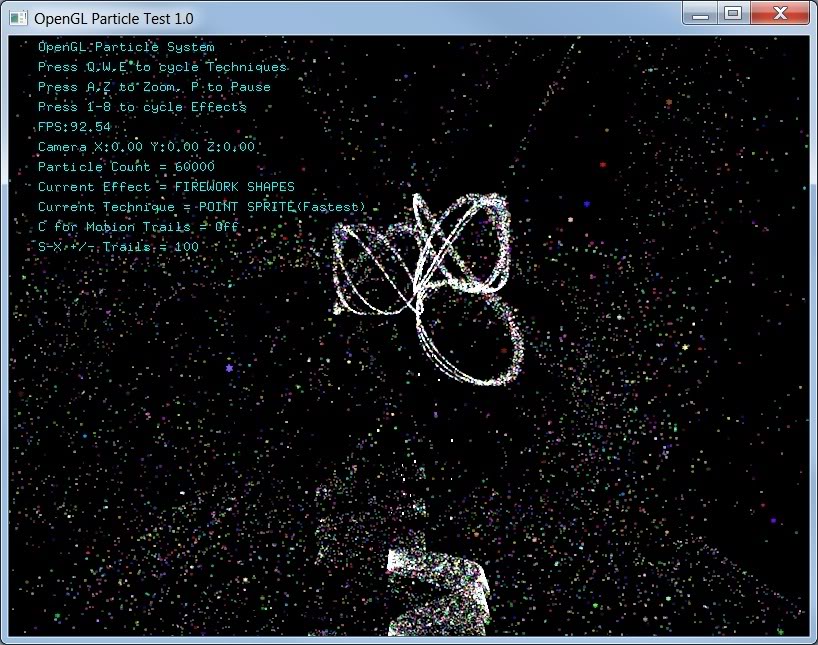 OpenGL Particle Test 1.0
OpenGL Particle System
Press Q,W,E to cycle Techniques
Press A,Z to Zoom, P to Pause
Press 1-8 to cycle Effects
FPS:92.54
Camera X:0.00 Y:0.00 Z:0.00
Particle Count = 60000
Current Effect = FIREWORK SHAPES
Current Technique = POINT SPRITE(Fastest)
C for Motion Trails = Off
S-X +/- Trails = 100